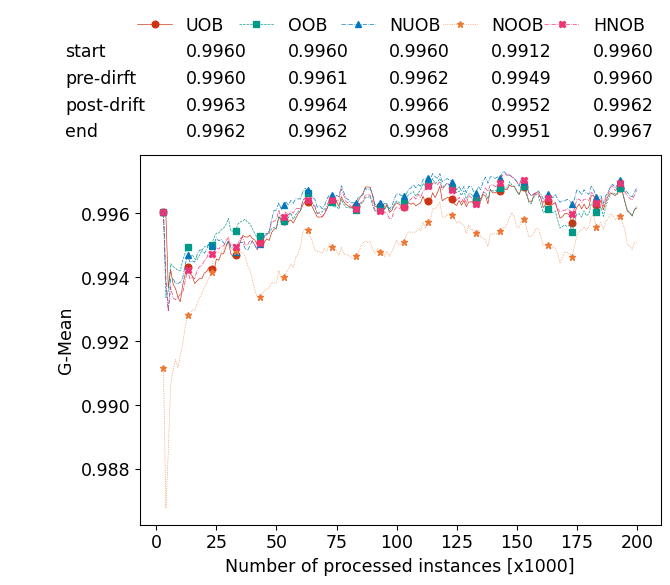 UOB OOB NUOB NOOB HNOB
start 0.9960 0.9960 0.9960 0.9912 0.9960
pre-dirft 0.9960 0.9961 0.9962 0.9949 0.9960
post-drift 0.9963 0.9964 0.9966 0.9952 0.9962
end 0.9962 0.9962 0.9968 0.9951 0.9967
0.996
0.994
0.992
0.990
0.988
G-Mean
0 25 50 75 100 125 150 175 200
Number of processed instances [x1000]